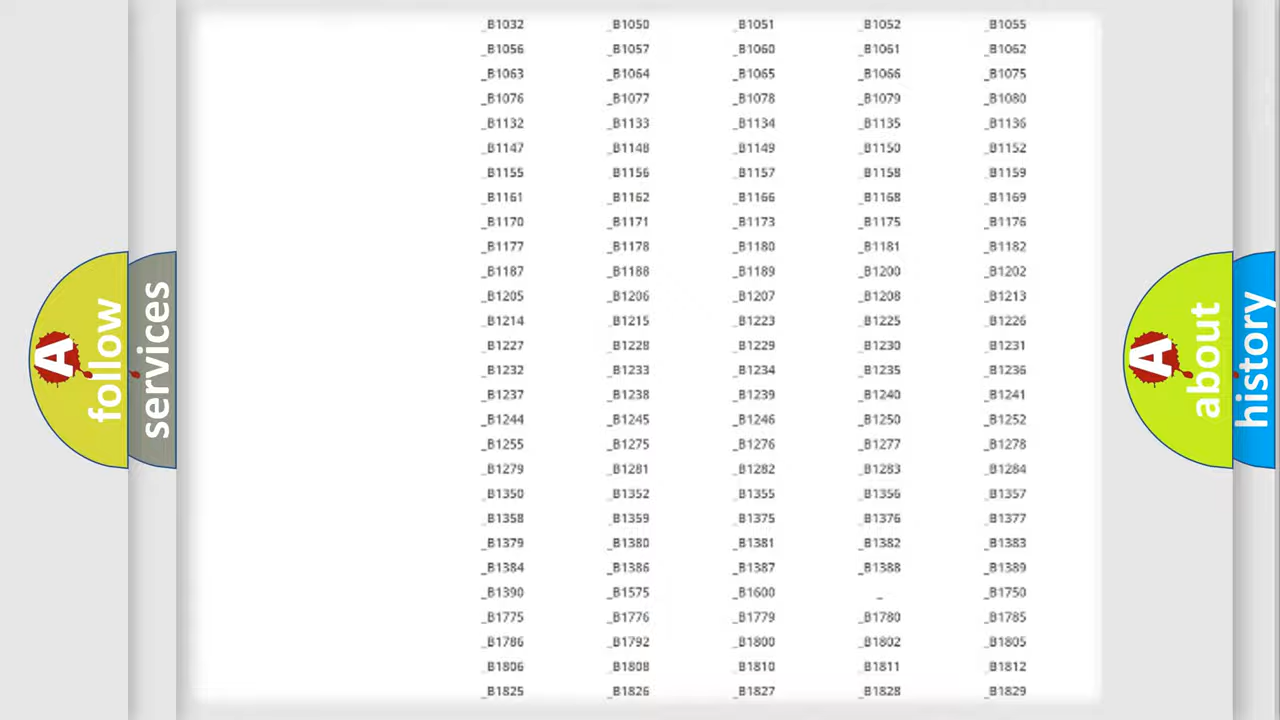 _B1032 _B1050 _B1051 _B1052 _B1055
_B1056 _B1057 _B1060 _B1061 _B1062
_B1063 _B1064 _B1065 _B1066 _B1075
_B1076 _B1077 _B1078 _B1079 _B1080
_B1132 _B1133 _B1134 _B1135 _B1136
_B1147 _B1148 _B1149 _B1150 _B1152
_B1155 _B1156 _B1157 _B1158 _B1159
_B1161 _B1162 _B1166 _B1168 _B1169
_B1170 _B1171 _B1173 _B1175 _B1176
_B1177 _B1178 _B1180 _B1181 _B1182
_B1187 _B1188 _B1189 _B1200 _B1202
_B1205 _B1206 _B1207 _B1208 _B1213
_B1214 _B1215 _B1223 _B1225 _B1226
_B1227 _B1228 _B1229 _B1230 _B1231
_B1232 _B1233 _B1234 _B1235 _B1236
_B1237 _B1238 _B1239 _B1240 _B1241
_B1244 _B1245 _B1246 _B1250 _B1252
_B1255 _B1275 _B1276 _B1277 _B1278
_B1279 _B1281 _B1282 _B1283 _B1284
_B1350 _B1352 _B1355 _B1356 _B1357
_B1358 _B1359 _B1375 _B1376 _B1377
_B1379 _B1380 _B1381 _B1382 _B1383
_B1384 _B1386 _B1387 _B1388 _B1389
_B1390 _B1575 _B1600 _ _B1750
_B1775 _B1776 _B1779 _B1780 _B1785
_B1786 _B1792 _B1800 _B1802 _B1805
_B1806 _B1808 _B1810 _B1811 _B1812
_B1825 _B1826 _B1827 _B1828 _B1829
A
follow
services
A
about
history